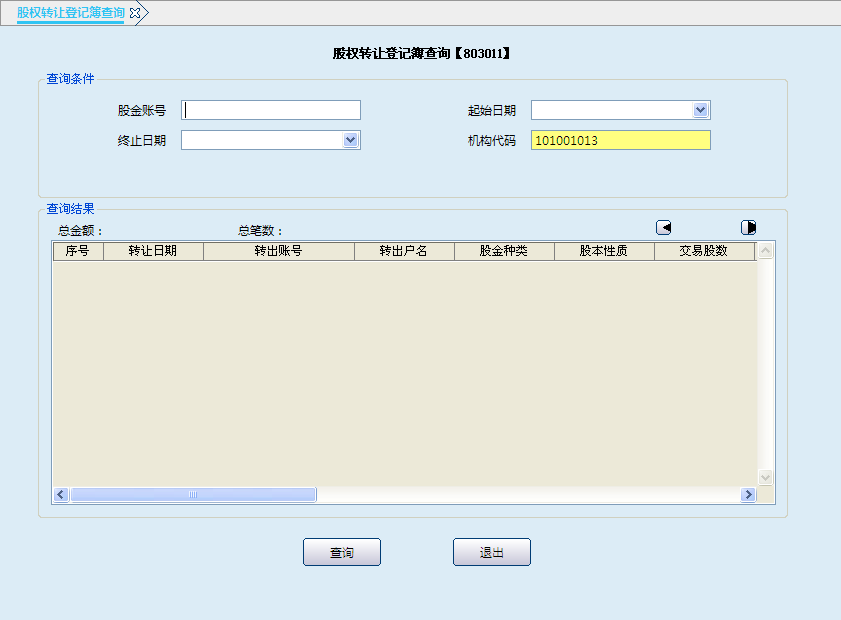 股权转让登记簿查询
股权转让登记簿查询【803011】
查询条件
股金账号 起始日期
终止日期 机构代码 101001013
查询结果
总金额： 总笔数：
序号 转让日期 转出账号 转出户名 股金种类 股本性质 交易股数
查询 退出